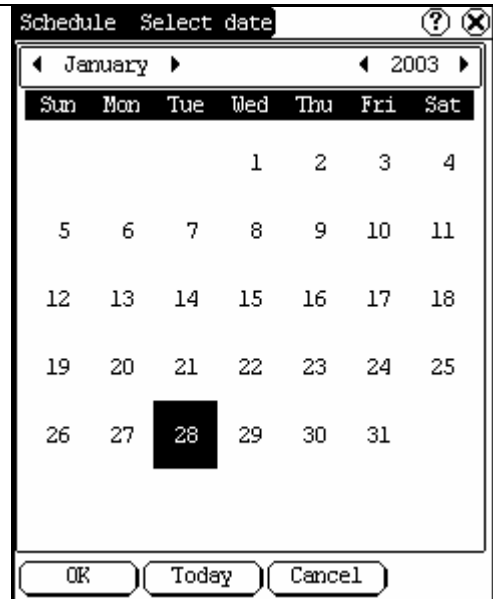 Schedule Select date ?
January 2003
Sun Mon Tue Wed Thu Fri Sat
1 2 3 4
5 6 7 8 9 10 11
12 13 14 15 16 17 18
19 20 21 22 23 24 25
26 27 28 29 30 31
OK Today Cancel